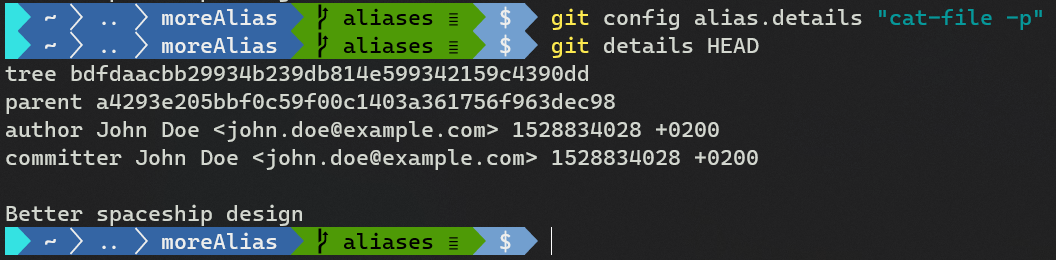 ~ .. moreAlias aliases ≡ $ git config alias.details "cat-file -p"
~ .. moreAlias aliases ≡ $ git details HEAD
tree bdfdaacbb29934b239db814e599342159c4390dd
parent a4293e205bbf0c59f00c1403a361756f963dec98
author John Doe <john.doe@example.com> 1528834028 +0200
committer John Doe <john.doe@example.com> 1528834028 +0200
Better spaceship design
~ .. moreAlias aliases ≡ $